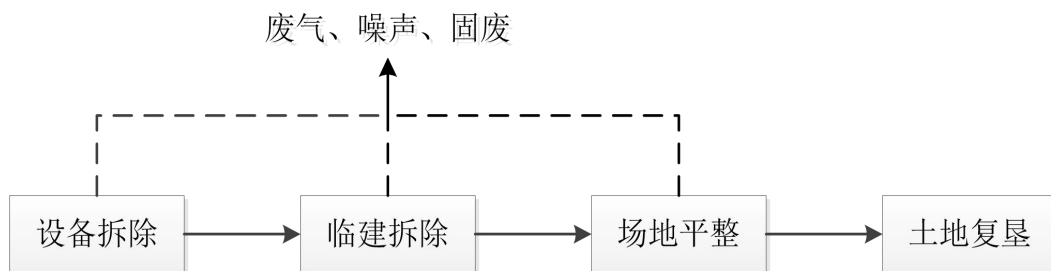 废气、噪声、固废
设备拆除
临建拆除
场地平整
土地复垦